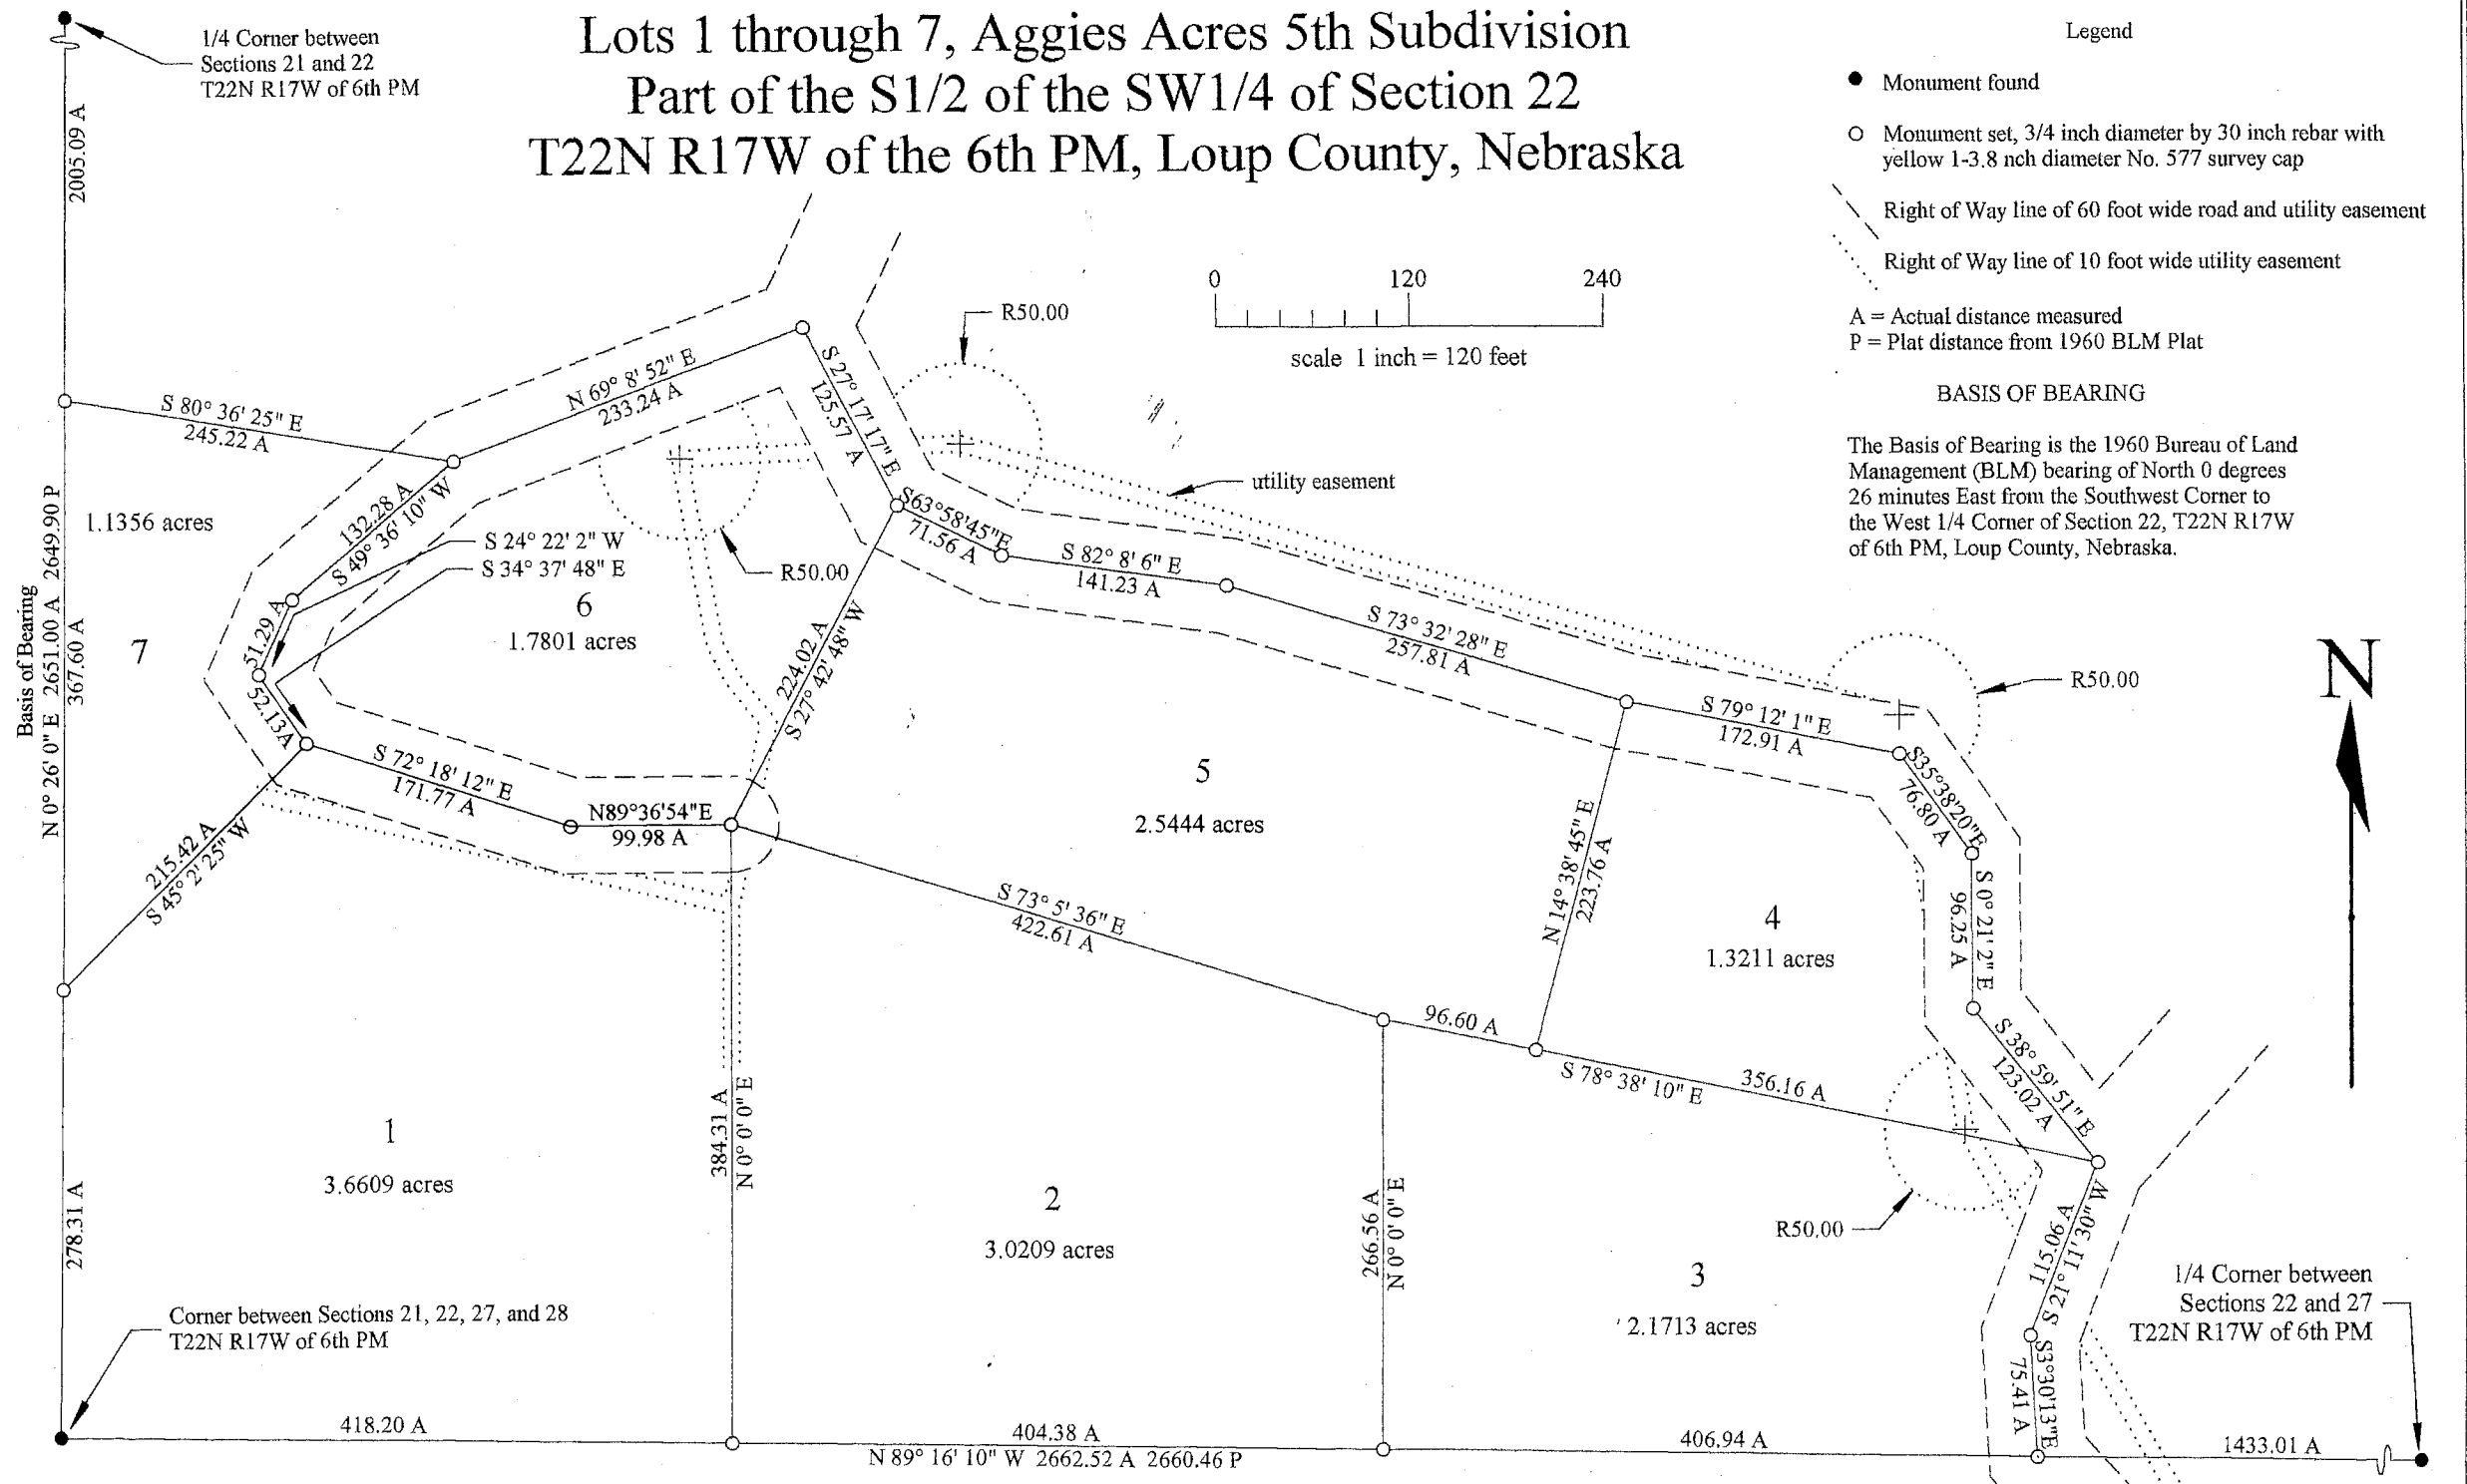 Lots 1 through 7, Aggies Acres 5th Subdivision
Part of the S1/2 of the SW1/4 of Section 22
T22N R17W of the 6th PM, Loup County, Nebraska
1/4 Corner between
Sections 21 and 22
T22N R17W of 6th PM
2005.09 A
Legend
Monument found
Monument set, 3/4 inch diameter by 30 inch rebar with
yellow 1-3.8 nch diameter No. 577 survey cap
Right of Way line of 60 foot wide road and utility easement
Right of Way line of 10 foot wide utility easement
A = Actual distance measured
P = Plat distance from 1960 BLM Plat
BASIS OF BEARING
The Basis of Bearing is the 1960 Bureau of Land
Management (BLM) bearing of North 0 degrees
26 minutes East from the Southwest Corner to
the West 1/4 Corner of Section 22, T22N R17W
of 6th PM, Loup County, Nebraska.
0 120 240
scale 1 inch = 120 feet
R50.00
S 80° 36' 25" E
245.22 A
N 69° 8' 52" E
233.24 A
S 27° 17' 17" E
125.57 A
utility easement
1.1356 acres
7
132.28 A
S 49° 36' 10" W
S 24° 22' 2" W
S 34° 37' 48" E
R50.00
6
1.7801 acres
51.29 A
52.13A
S63°58'45"E
71.56 A
S 82° 8' 6" E
141.23 A
S 73° 32' 28" E
257.81 A
S 79° 12' 1" E
172.91 A
R50.00
N
Basis of Bearing
N 0° 26' 0" E 2651.00 A 2649.90 P
367.60 A
224.02 A
S 27° 42' 48" W
S 72° 18' 12" E
171.77 A
N89°36'54"E
99.98 A
5
2.5444 acres
S35°38'20"E
76.80 A
215.42 A
S 45° 2' 25" W
S 73° 5' 36" E
422.61 A
N 14° 38' 45" E
223.76 A
4
1.3211 acres
S 0° 21' 2" E
96.25 A
96.60 A
S 78° 38' 10" E
356.16 A
S 38° 59' 51" E
123.02 A
1
3.6609 acres
384.31 A
N 0° 0' 0" E
2
3.0209 acres
266.56 A
N 0° 0' 0" E
R50.00
3
2.1713 acres
115.06 A
S 21° 11' 30" W
278.31 A
Corner between Sections 21, 22, 27, and 28
T22N R17W of 6th PM
1/4 Corner between
Sections 22 and 27
T22N R17W of 6th PM
S3°30'13"E
75.41 A
418.20 A
404.38 A
406.94 A
1433.01 A
N 89° 16' 10" W 2662.52 A 2660.46 P